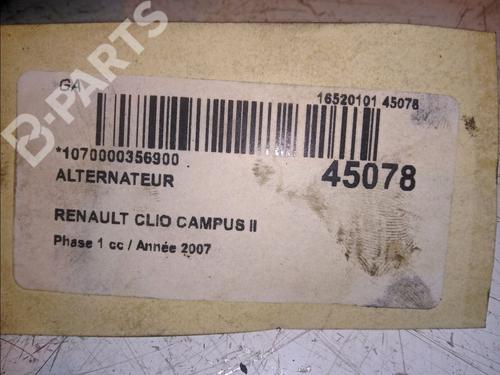 B-PARTS
GA
16520101 45078
*1070000356900
45078
ALTERNATEUR
RENAULT CLIO CAMPUS II
Phase 1 cc / Année 2007